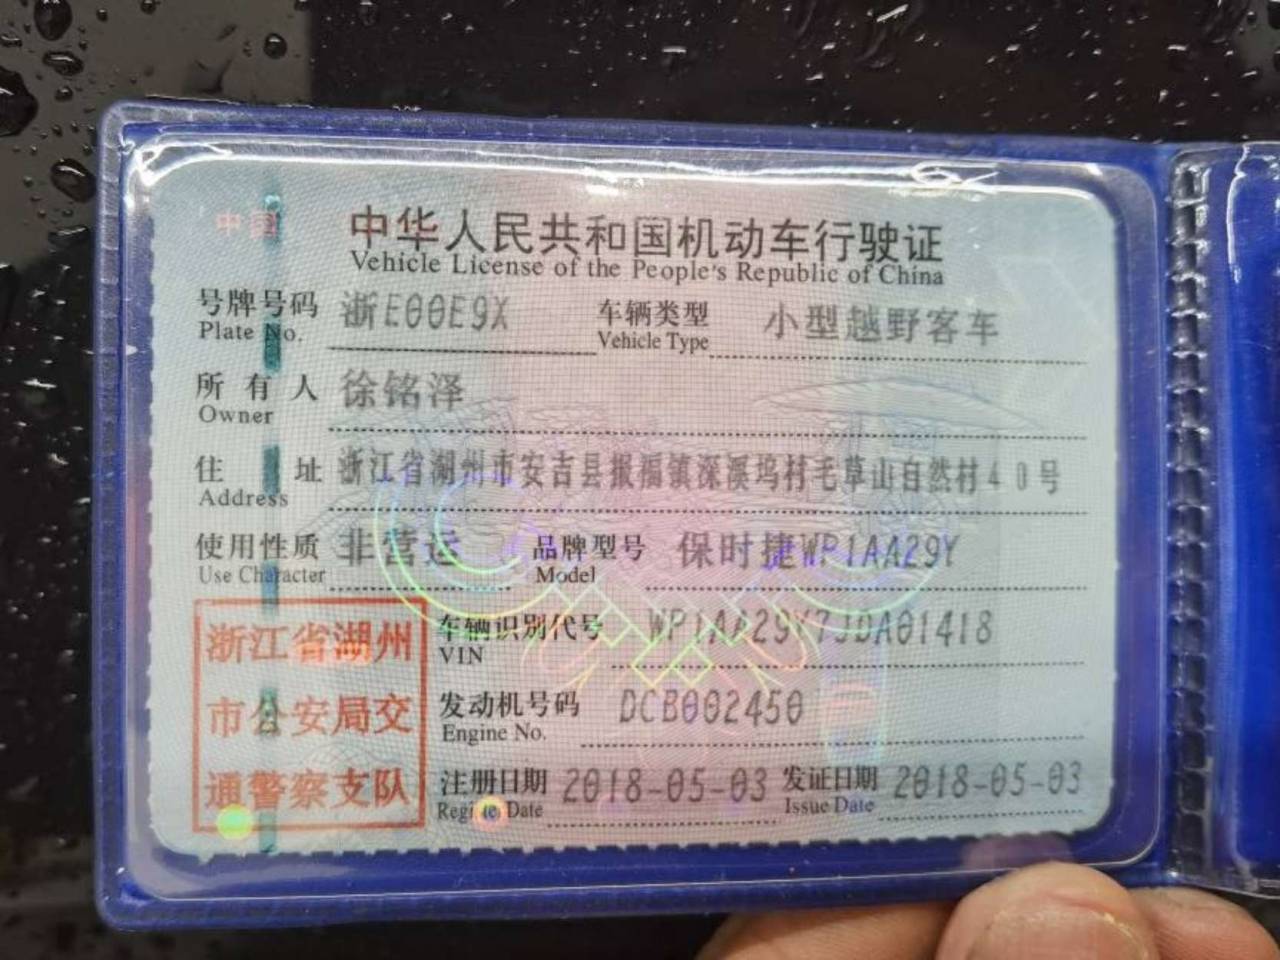 中国
中华人民共和国机动车行驶证
Vehicle License of the People's Republic of China
号牌号码 浙E00E9X 车辆类型 小型越野客车
Plate No. Vehicle Type
所有人 徐铭泽
Owner
住址 浙江省湖州市安吉县报福镇深溪坞村毛草山自然村40号
Address
使用性质 非营运 品牌型号 保时捷WP1AA29Y
Use Character Model
浙江省湖州
市公安局交
通警察支队
车辆识别代号 WP1AA29Y7JDA01418
VIN
发动机号码 DCB002450
Engine No.
注册日期 2018-05-03 发证日期 2018-05-03
Register Date Issue Date